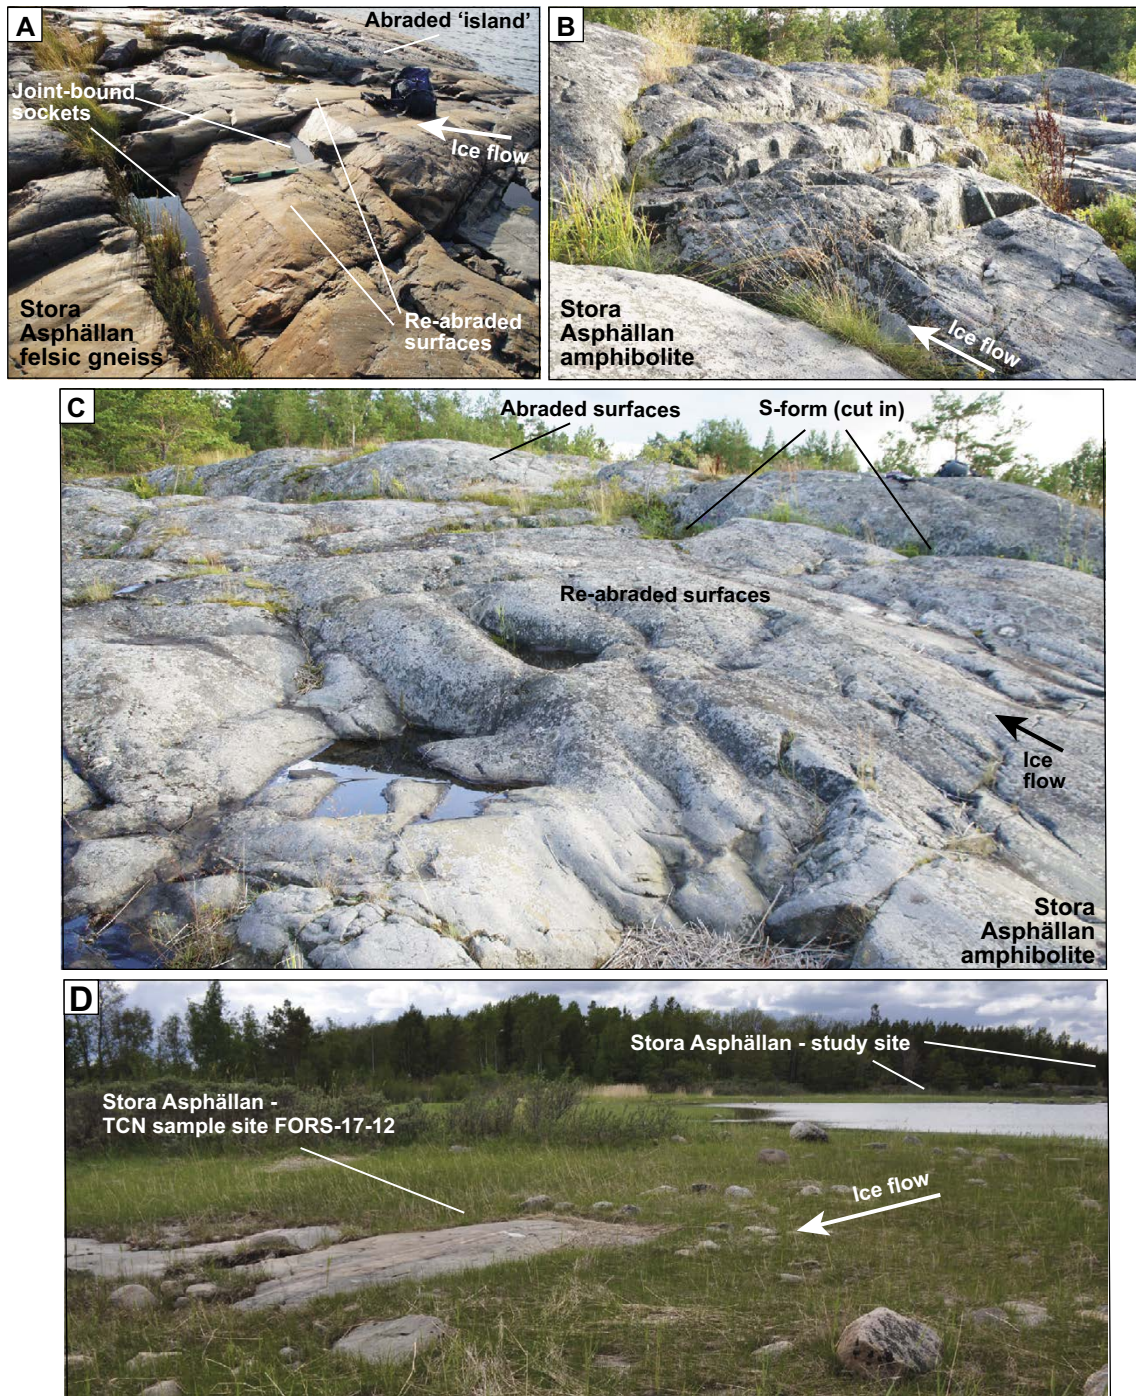 A
Abraded ‘island’
Joint-bound
sockets
Ice flow
Re-abraded
surfaces
Stora
Asphällan
felsic gneiss
B
Stora
Asphällan
amphibolite
Ice flow
C
Abraded surfaces
S-form (cut in)
Re-abraded surfaces
Ice
flow
Stora
Asphällan
amphibolite
D
Stora Asphällan - study site
Stora Asphällan -
TCN sample site FORS-17-12
Ice flow